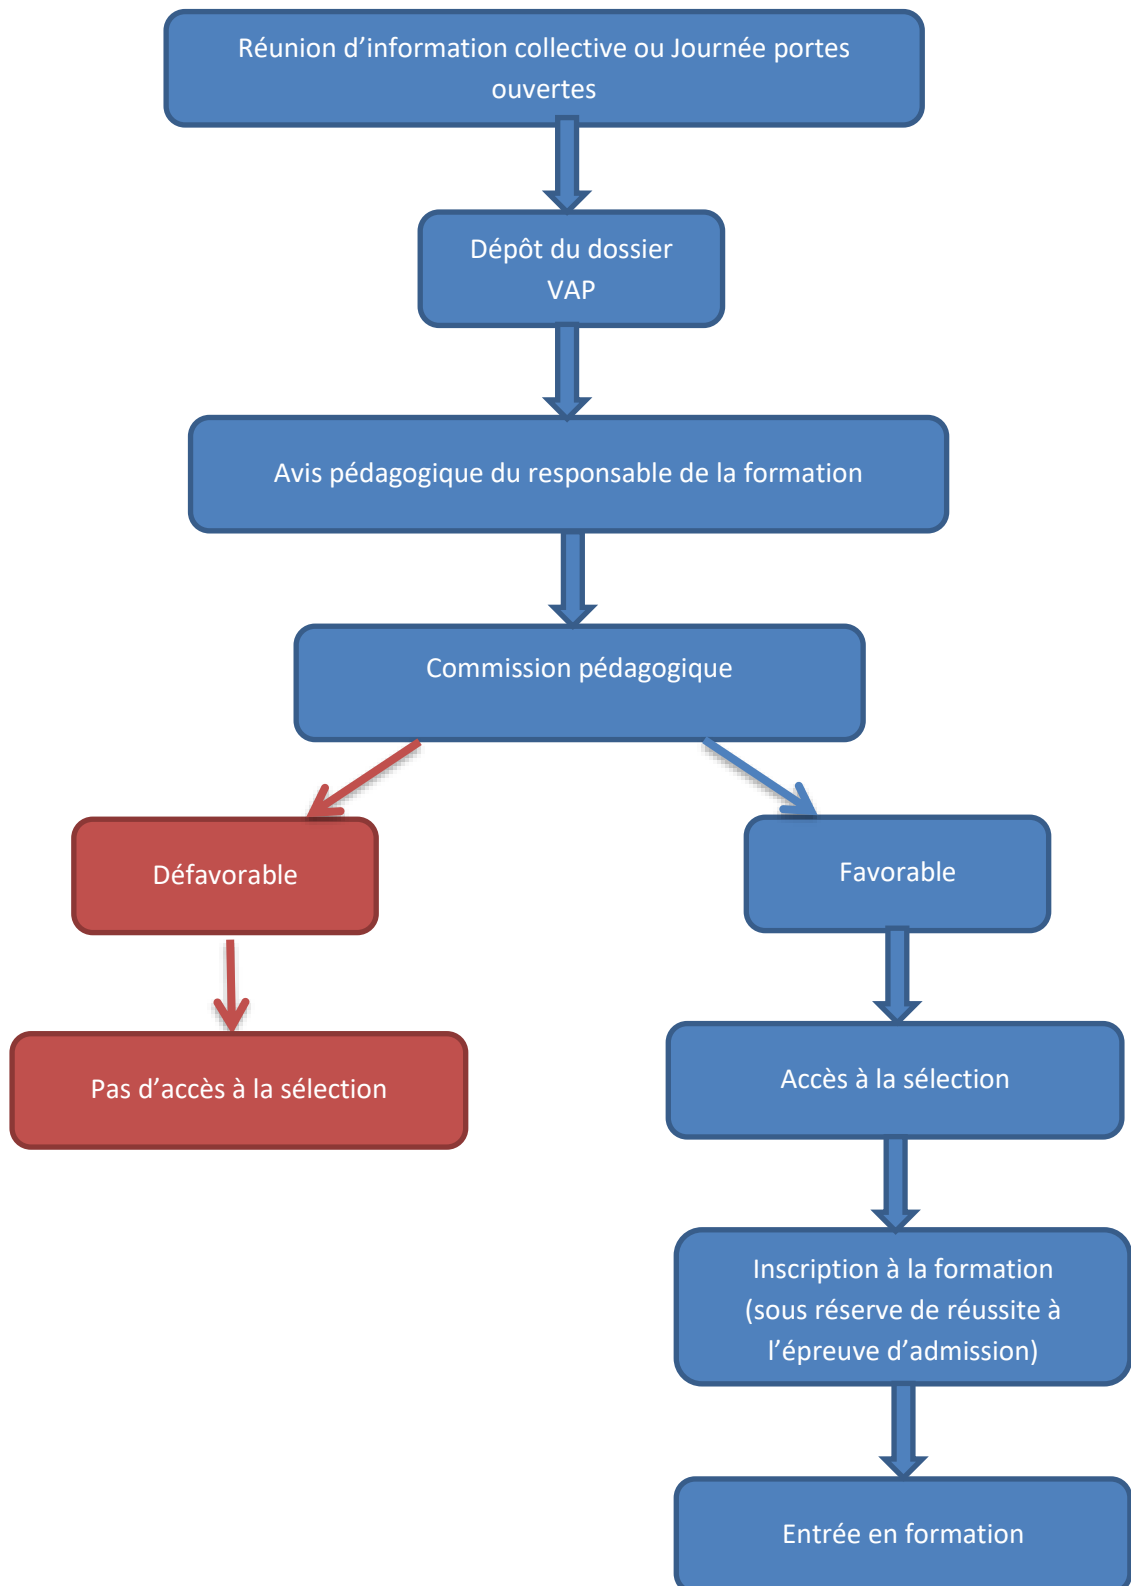 Réunion d’information collective ou Journée portes
ouvertes
Dépôt du dossier
VAP
Avis pédagogique du responsable de la formation
Commission pédagogique
Défavorable
Favorable
Pas d’accès à la sélection
Accès à la sélection
Inscription à la formation
(sous réserve de réussite à
l’épreuve d’admission)
Entrée en formation